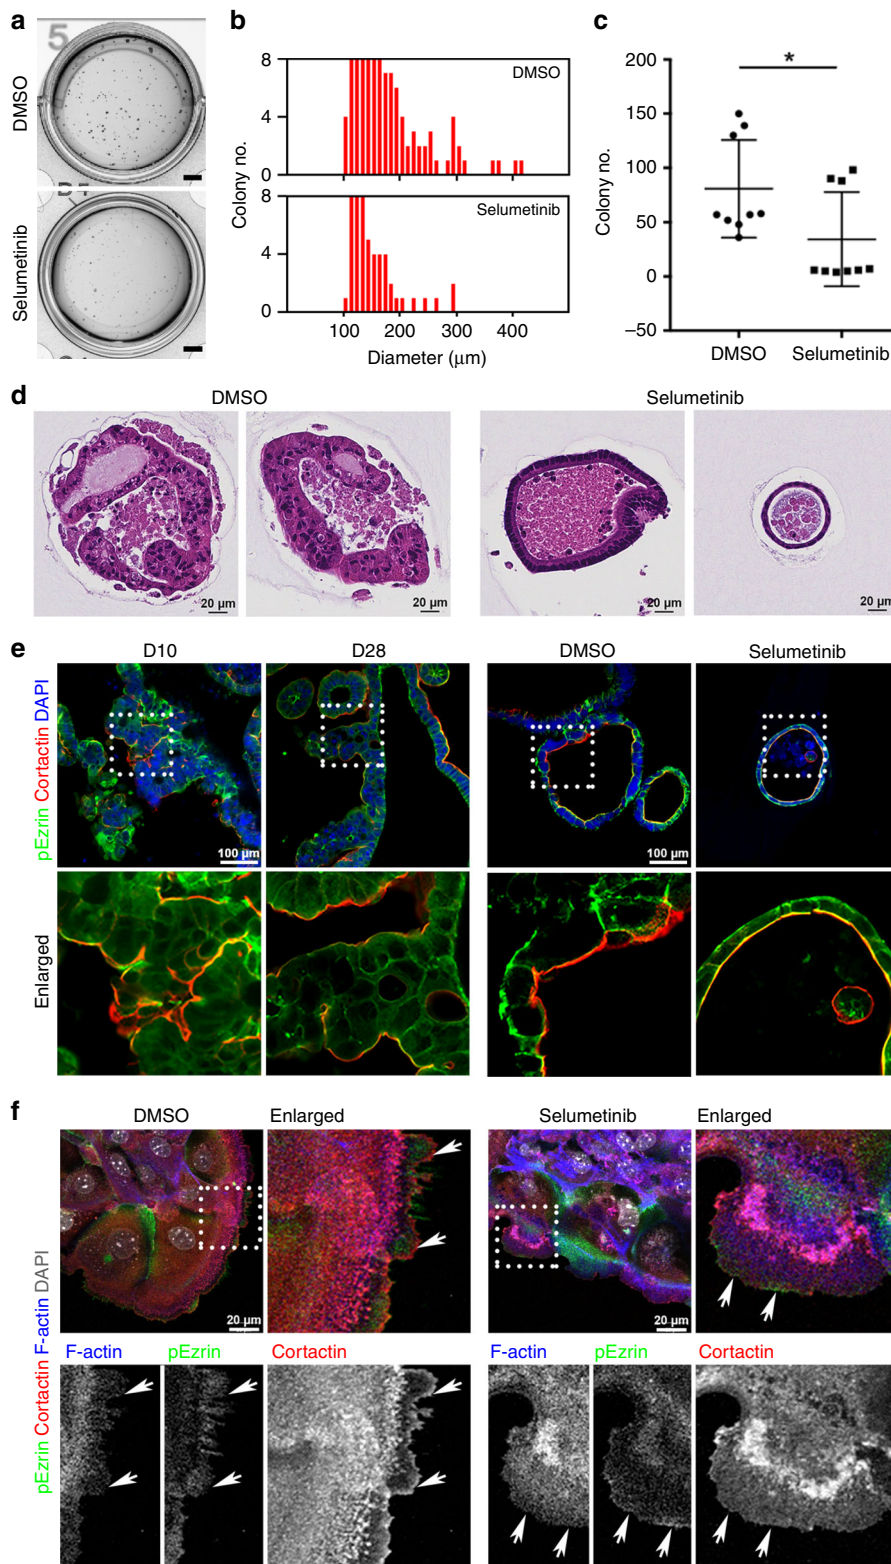 a
b
c
DMSO
Selumetinib
5
Colony no.
8
4
0
DMSO
8
4
0
Selumetinib
100
200
300
400
Diameter (μm)
Colony no.
200
150
100
50
0
–50
*
DMSO
Selumetinib
d
DMSO
Selumetinib
20 μm
20 μm
20 μm
20 μm
e
D10
D28
DMSO
Selumetinib
pEzrin Cortactin DAPI
100 μm
100 μm
Enlarged
f
DMSO
Enlarged
Selumetinib
Enlarged
pEzrin Cortactin F-actin DAPI
20 μm
20 μm
F-actin
pEzrin
Cortactin
F-actin
pEzrin
Cortactin